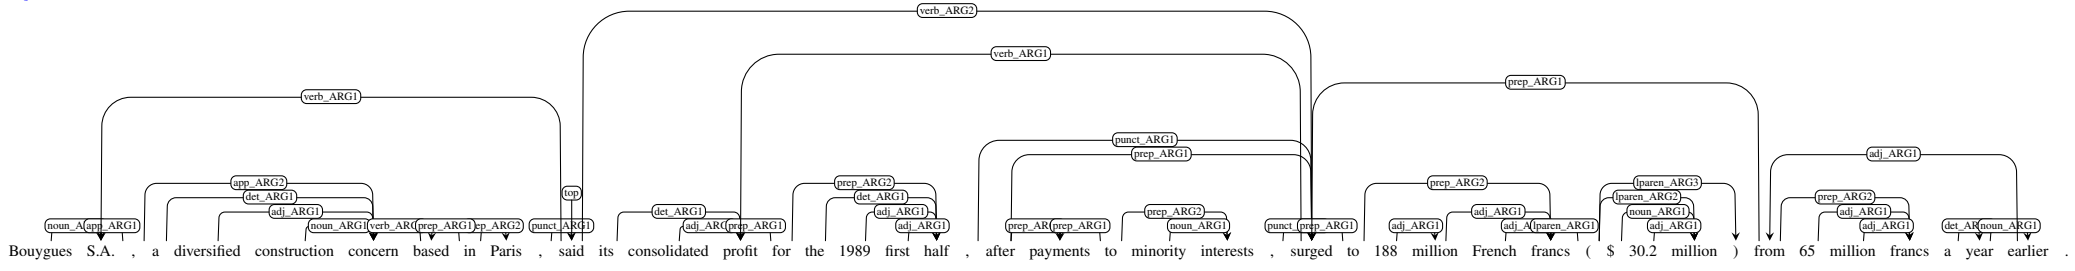 verb_ARG2
verb_ARG1
prep_ARG1
verb_ARG1
punct_ARG1
prep_ARG1 adj_ARG1
app_ARG2 prep_ARG2 prep_ARG2 lparen_ARG3
top
det_ARG1 det_ARG1 lparen_ARG2 prep_ARG2
adj_ARG1 det_ARG1 adj_ARG1 prep_ARG2 adj_ARG1 noun_ARG1 adj_ARG1
app_ARG1 noun_ARG1 prep_ARG1 punct_ARG1 prep_ARG1 adj_ARG1 prep_ARG1 noun_ARG1 prep_ARG1 adj_ARG1 lparen_ARG1 adj_ARG1 adj_ARG1 noun_ARG1
Bouygues S.A. , a diversified construction concern based in Paris , said its consolidated profit for the 1989 first half , after payments to minority interests , surged to 188 million French francs ( $ 30.2 million ) from 65 million francs a year earlier .